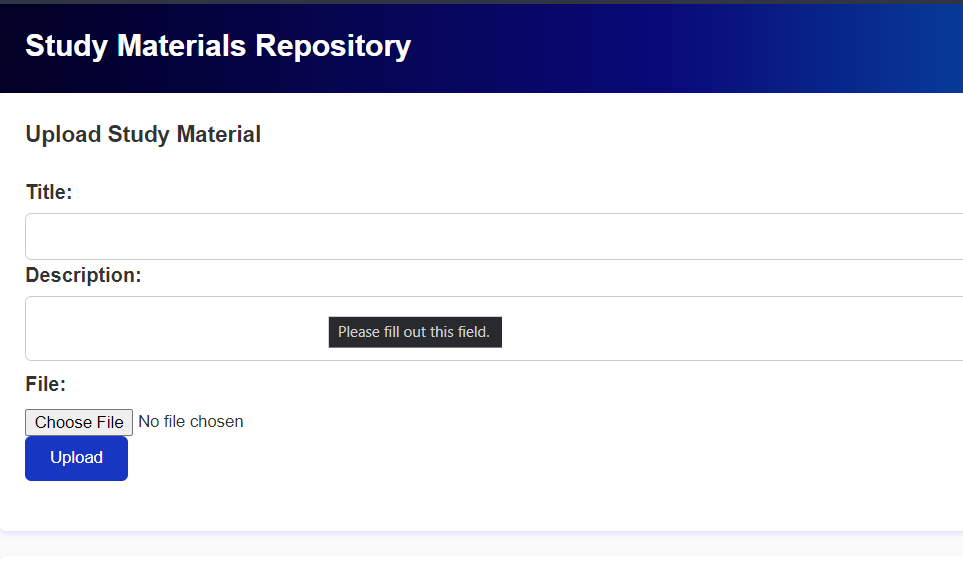 Study Materials Repository
Upload Study Material
Title:
Description:
Please fill out this field.
File:
Choose File No file chosen
Upload